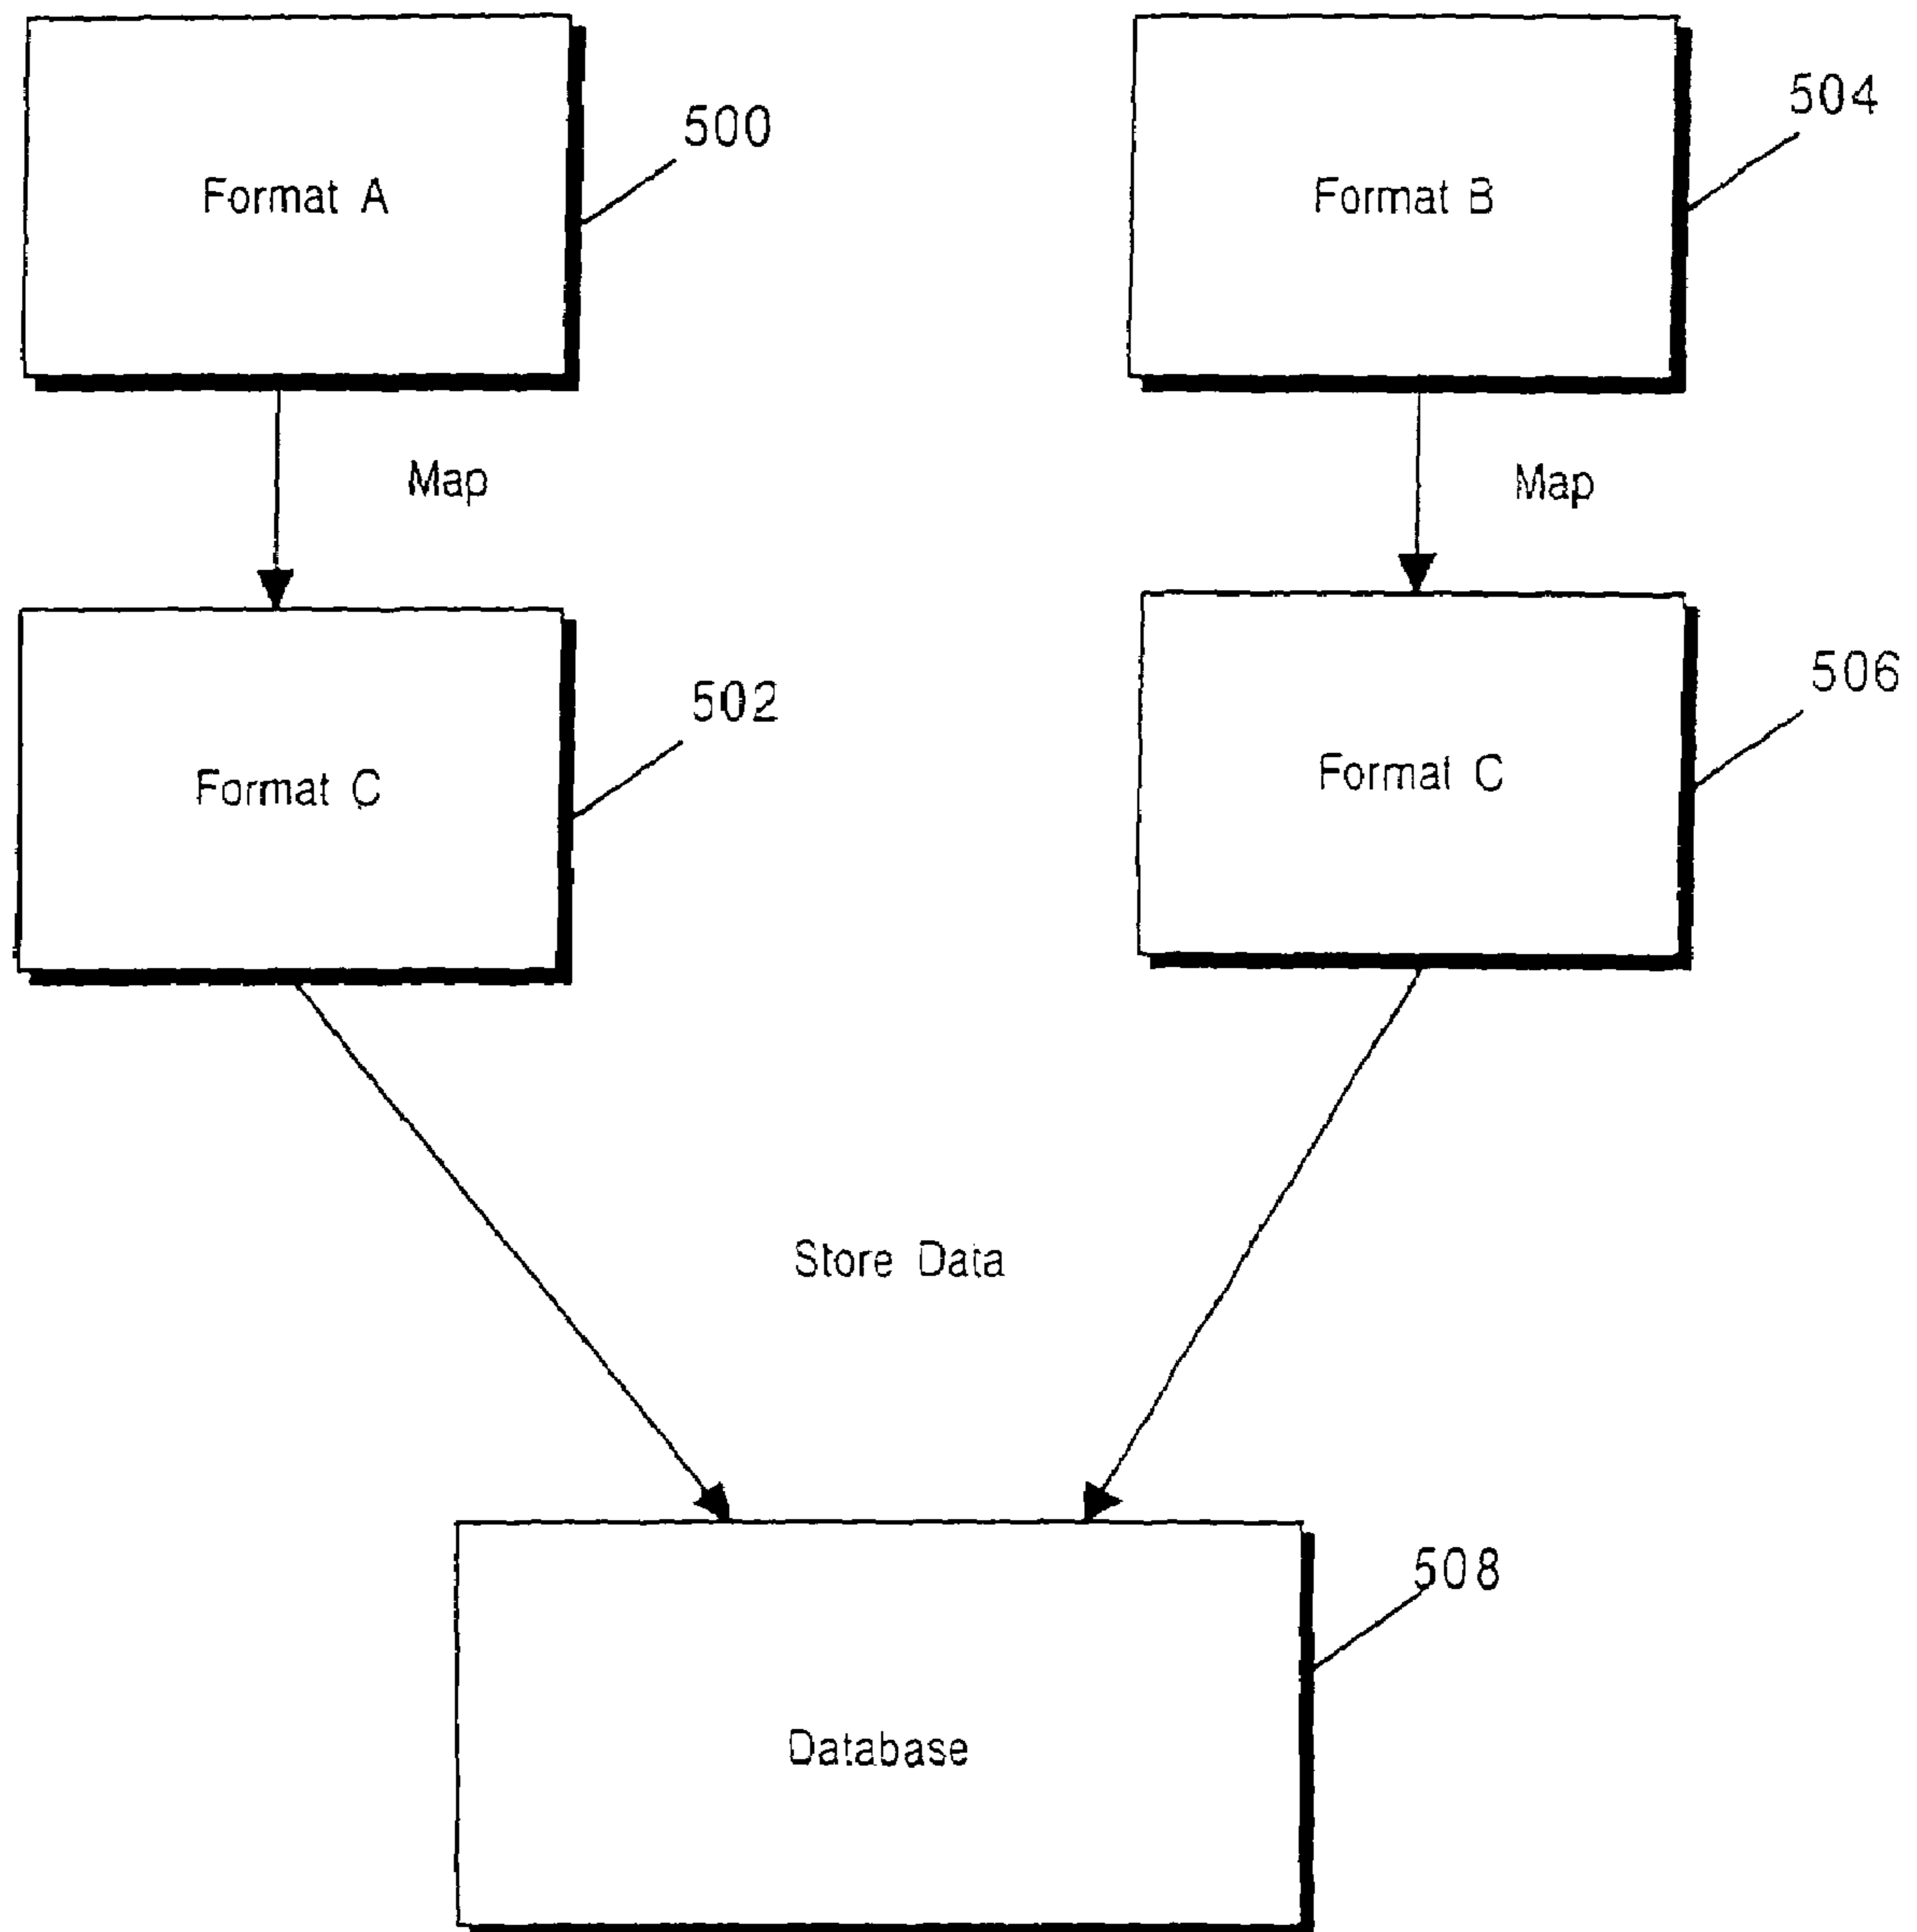 Format A
500
Format B
504
Map
Map
Format C
502
Format C
506
Store Data
Database
508